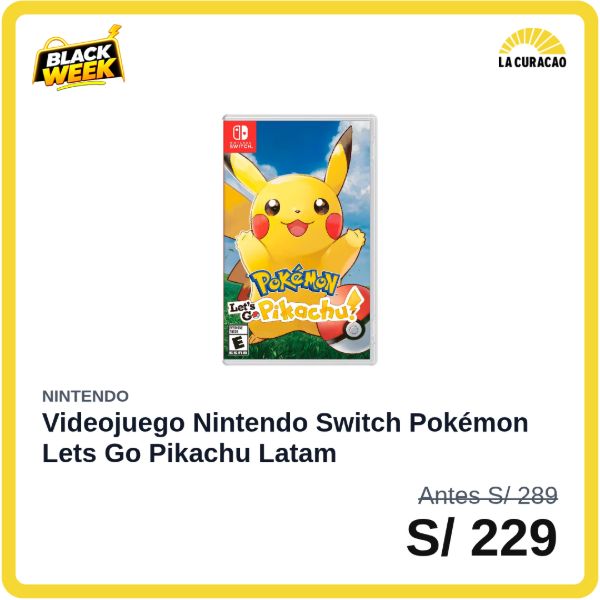 BLACK
WEEK
LA CURACAO
NINTENDO
SWITCH
POKéMON
Let's
Go
Pikachu!
E
NINTENDO
Videojuego Nintendo Switch Pokémon
Lets Go Pikachu Latam
Antes S/ 289
S/ 229